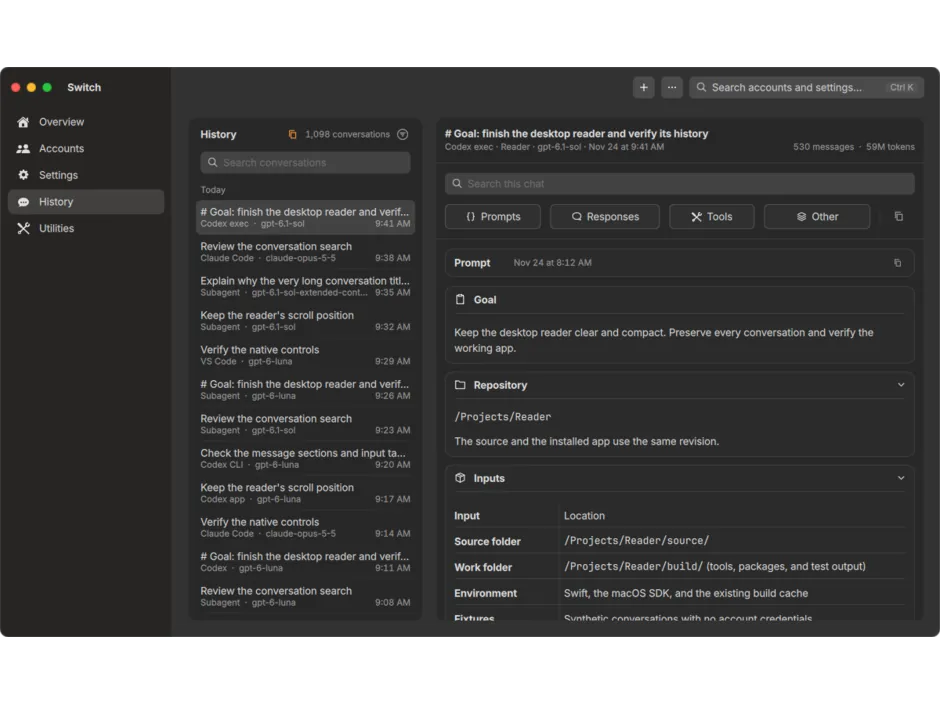 Switch
Search accounts and settings...
Ctrl K
Overview
Accounts
Settings
History
Utilities
History
1,098 conversations
Search conversations
Today
# Goal: finish the desktop reader and verif...
Codex exec · gpt-6.1-sol
9:41 AM
Review the conversation search
Claude Code · claude-opus-5-5
9:38 AM
Explain why the very long conversation titl...
Subagent · gpt-6.1-sol-extended-cont...
9:35 AM
Keep the reader's scroll position
Subagent · gpt-6.1-sol
9:32 AM
Verify the native controls
VS Code · gpt-6-luna
9:29 AM
# Goal: finish the desktop reader and verif...
Subagent · gpt-6-luna
9:26 AM
Review the conversation search
Subagent · gpt-6.1-sol
9:23 AM
Check the message sections and input ta...
Codex CLI · gpt-6-luna
9:20 AM
Keep the reader's scroll position
Codex app · gpt-6-luna
9:17 AM
Verify the native controls
Claude Code · claude-opus-5-5
9:14 AM
# Goal: finish the desktop reader and verif...
Codex · gpt-6-luna
9:11 AM
Review the conversation search
Subagent · gpt-6-luna
9:08 AM
# Goal: finish the desktop reader and verify its history
Codex exec · Reader · gpt-6.1-sol · Nov 24 at 9:41 AM
530 messages · 59M tokens
Search this chat
Prompts
Responses
Tools
Other
Prompt
Nov 24 at 8:12 AM
Goal
Keep the desktop reader clear and compact. Preserve every conversation and verify the
working app.
Repository
/Projects/Reader
The source and the installed app use the same revision.
Inputs
Input
Location
Source folder
/Projects/Reader/source/
Work folder
/Projects/Reader/build/ (tools, packages, and test output)
Environment
Swift, the macOS SDK, and the existing build cache
Fixtures
Synthetic conversations with no account credentials